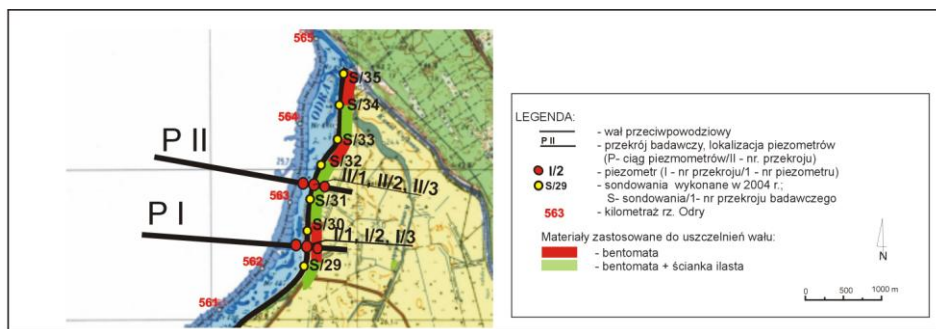 565
ODRA
S/35
564
S/34
S/33
P II
S/32
II/1, II/2, II/3
563
S/31
P I
S/30
I/1, I/2, I/3
562
S/29
561
LEGENDA:
- wał przeciwpowodziowy
P II
- przekrój badawczy, lokalizacja piezometrów
(P- ciąg piezmometrów/II - nr. przekroju)
I/2
- piezometr (I - nr przekroju/1 - nr piezometru)
S/29
- sondowania wykonane w 2004 r.;
S- sondowania/1- nr przekroju badawczego
563
- kilometraż rz. Odry
Materiały zastosowane do uszczelnień wału:
- bentomata
- bentomata + ścianka ilasta
N
0 500 1000 m